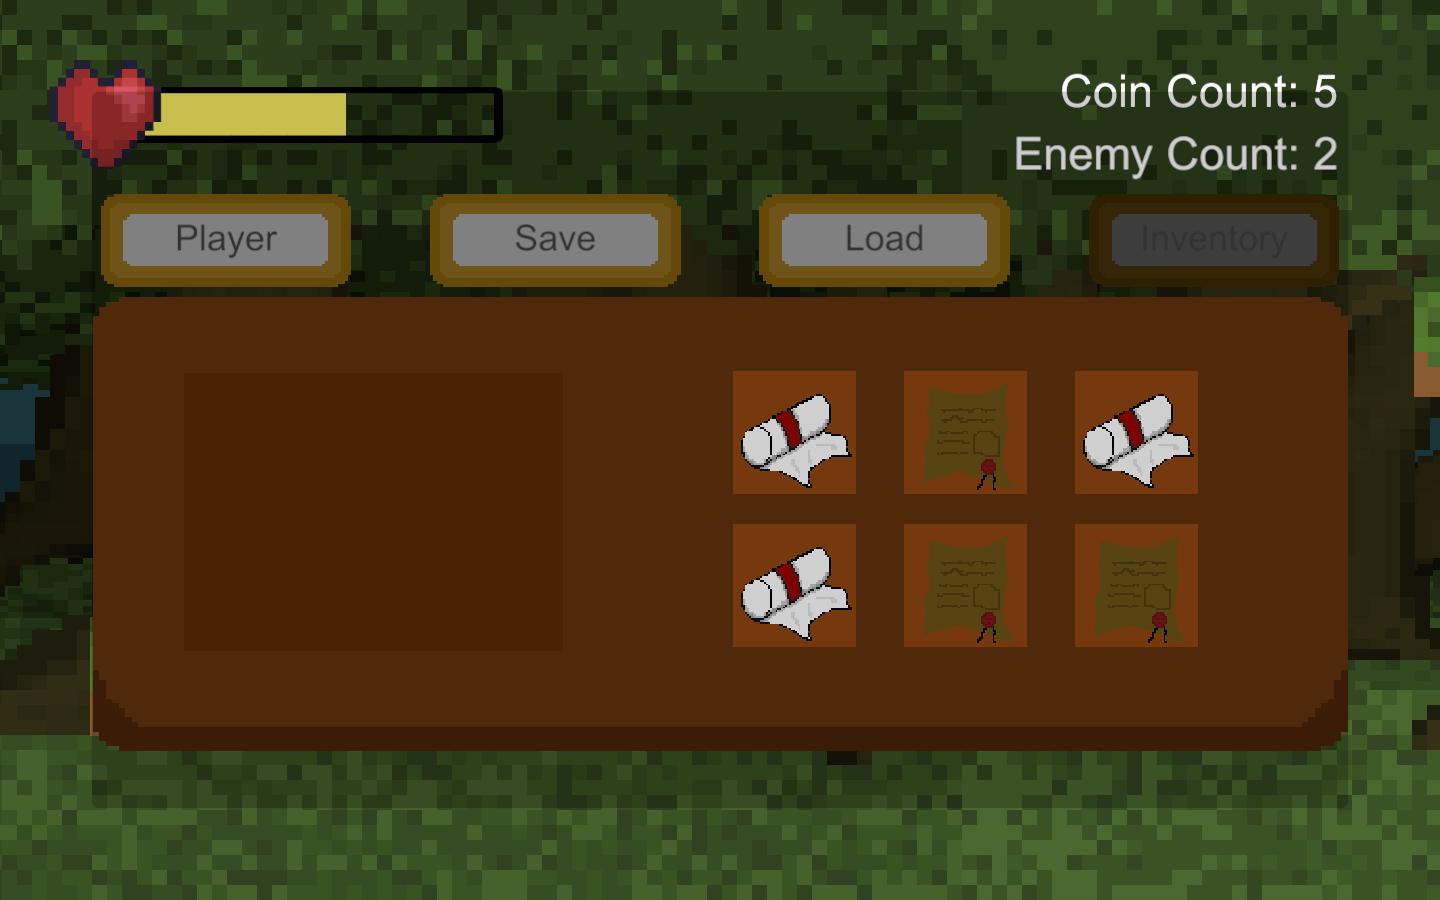 Coin Count: 5
Enemy Count: 2
Player
Save
Load
Inventory